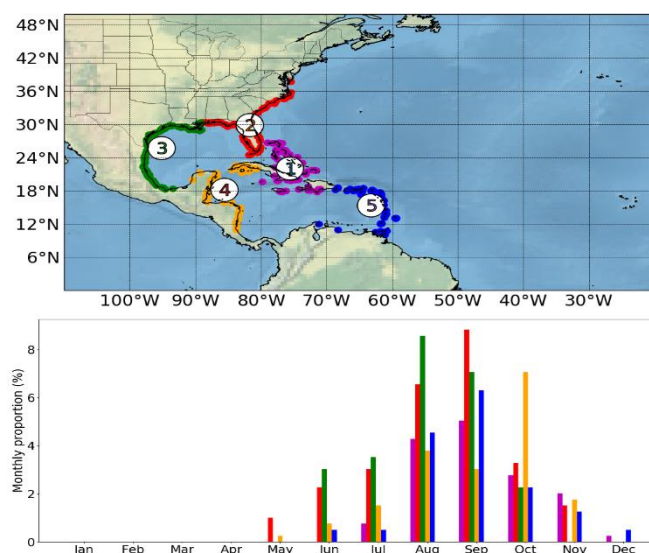 48°N
36°N
30°N
24°N
18°N
12°N
6°N
2
3
1
4
5
100°W 90°W 80°W 70°W 60°W 50°W 40°W 30°W
Monthly proportion (%)
8
6
4
2
0
Jan Feb Mar Apr May Jun Jul Aug Sep Oct Nov Dec